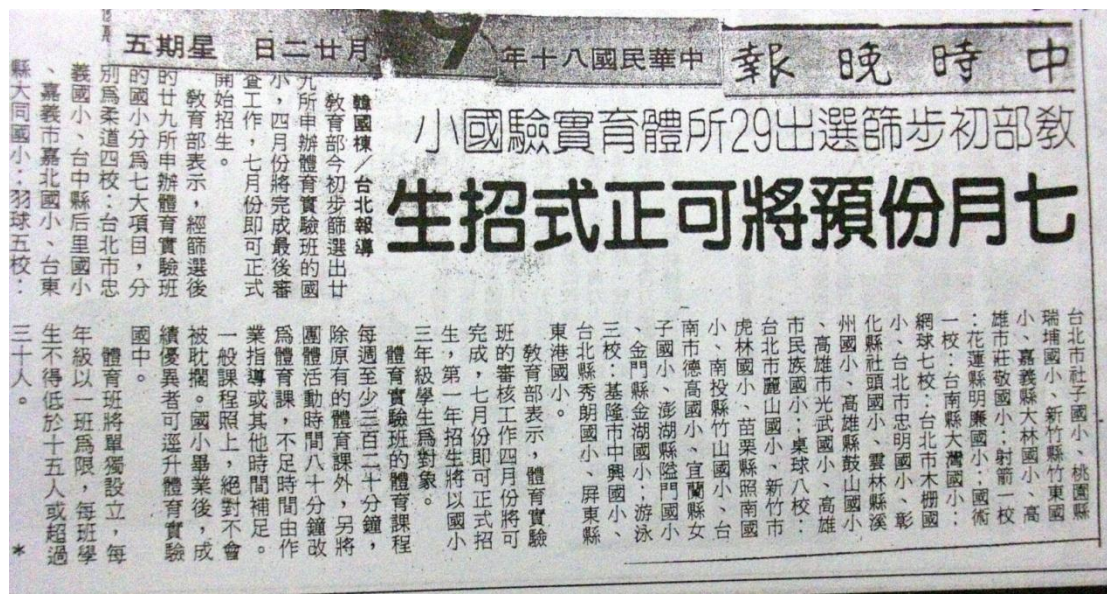 中時晚報
中華民國八十年9月廿二日 星期五
教部初步篩選出29所體育實驗國小
七月份預將可正式招生
韓國棟/台北報導
教育部今初步篩選出廿
九所申辦體育實驗班的國
小,四月份將完成最後審
查工作,七月份即可正式
開始招生。
教育部表示,經篩選後
的廿九所申辦體育實驗班
的國小分為七大項目,分
別為柔道四校:台北市忠
義國小、台中縣后里國小
、嘉義市嘉北國小、台東
縣大同國小;羽球五校:
台北市社子國小、桃園縣
瑞埔國小、新竹縣竹東國
小、嘉義縣大林國小、高
雄市莊敬國小;射箭一校
:花蓮縣明廉國小;國術
一校:台南縣大灣國小;
網球七校:台北市木柵國
小、台北市忠明國小、彰
化縣社頭國小、雲林縣溪
州國小、高雄縣鼓山國小
、高雄市光武國小、高雄
市民族國小;桌球八校:
台北市麗山國小、新竹市
虎林國小、苗栗縣照南國
小、南投縣竹山國小、台
南市德高國小、宜蘭縣女
子國小、澎湖縣隘門國小
、金門縣金湖國小;游泳
三校:基隆市中興國小、
台北縣秀朗國小、屏東縣
東港國小。
教育部表示,體育實驗
班的審核工作四月份將可
完成,七月份即可正式招
生,第一年招生將以國小
三年級學生為對象。
體育實驗班的體育課程
每週至少三百二十分鐘,
除原有的體育課外,另將
團體活動時間八十分鐘改
為體育課,不足時間由作
業指導或其他時間補足。
一般課程照上,絕對不會
被耽擱。國小畢業後,成
績優異者可逕升體育實驗
國中。
體育班將單獨設立,每
年級以一班為限,每班學
生不得低於十五人或超過
三十人。 *